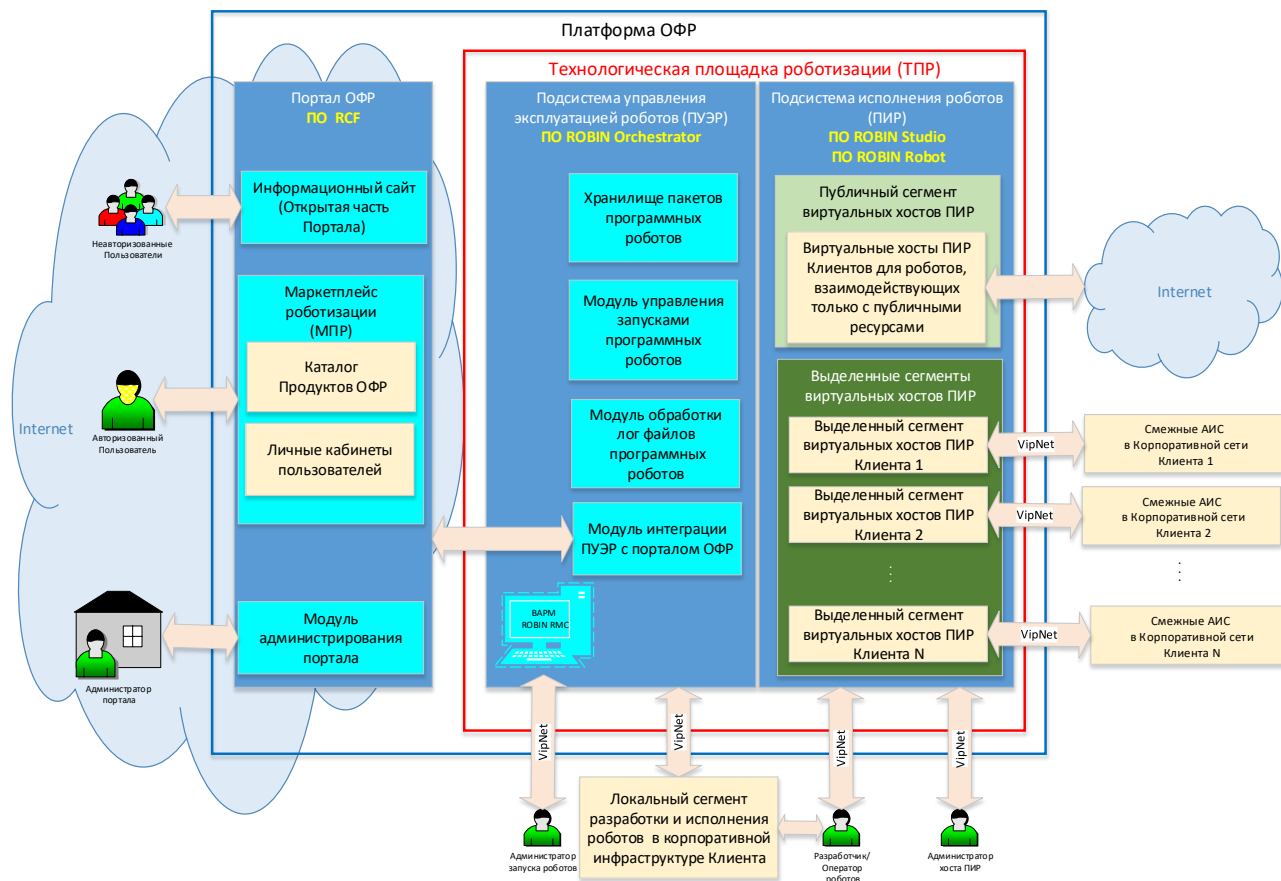 Платформа ОФР
Технологическая площадка роботизации (ТПР)
Портал ОФР
ПО RCF
Информационный сайт
(Открытая часть
Портала)
Маркетплейс
роботизации
(МПР)
Каталог
Продуктов ОФР
Личные кабинеты
пользователей
Модуль
администрирования
портала
Подсистема управления
эксплуатацией роботов (ПУЭР)
ПО ROBIN Orchestrator
Хранилище пакетов
программных
роботов
Модуль управления
запусками
программных
роботов
Модуль обработки
лог файлов
программных
роботов
Модуль интеграции
ПУЭР с порталом ОФР
ВАРМ
ROBIN RMC
Подсистема исполнения роботов
(ПИР)
ПО ROBIN Studio
ПО ROBIN Robot
Публичный сегмент
виртуальных хостов ПИР
Виртуальные хосты ПИР
Клиентов для роботов,
взаимодействующих
только с публичными
ресурсами
Выделенные сегменты
виртуальных хостов ПИР
Выделенный сегмент
виртуальных хостов ПИР
Клиента 1
Выделенный сегмент
виртуальных хостов ПИР
Клиента 2
...
Выделенный сегмент
виртуальных хостов ПИР
Клиента N
Неавторизованные
Пользователи
Internet
Авторизованный
Пользователь
Администратор
портала
Internet
VipNet
Смежные АИС
в Корпоративной сети
Клиента 1
VipNet
Смежные АИС
в Корпоративной сети
Клиента 2
...
VipNet
Смежные АИС
в Корпоративной сети
Клиента N
VipNet
VipNet
VipNet
VipNet
Администратор
запуска роботов
Локальный сегмент
разработки и исполнения
роботов в корпоративной
инфраструктуре Клиента
Разработчик/
Оператор
роботов
Администратор
хоста ПИР